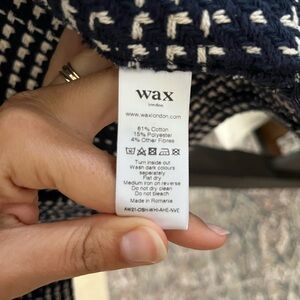 wax
london
www.waxlondon.com
81% Cotton
15% Polyester
4% Other Fibres
Turn inside out
Wash dark colours
separately
Flat dry
Medium iron on reverse
Do not dry clean
Do not bleach
Made in Romania